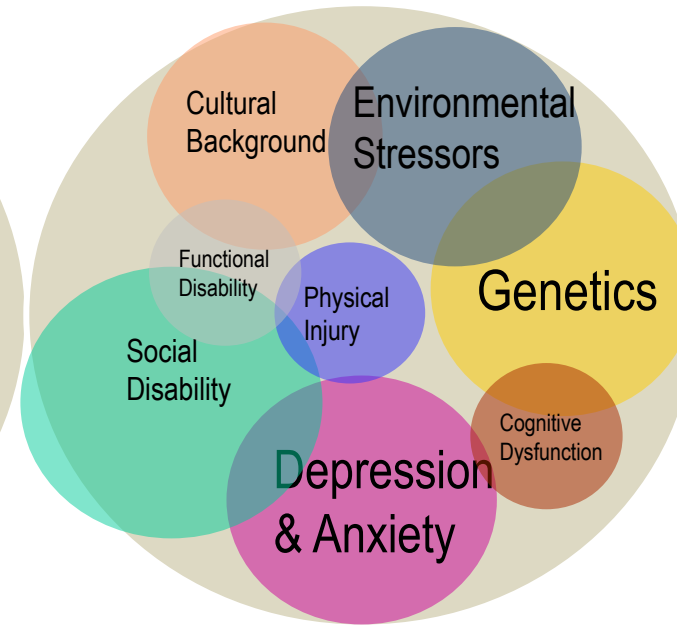 Cultural
Background
Environmental
Stressors
Functional
Disability
Physical
Injury
Genetics
Social
Disability
Cognitive
Dysfunction
Depression
& Anxiety